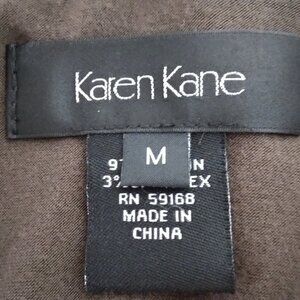 Karen Kane
M
RN 59168
MADE IN
CHINA